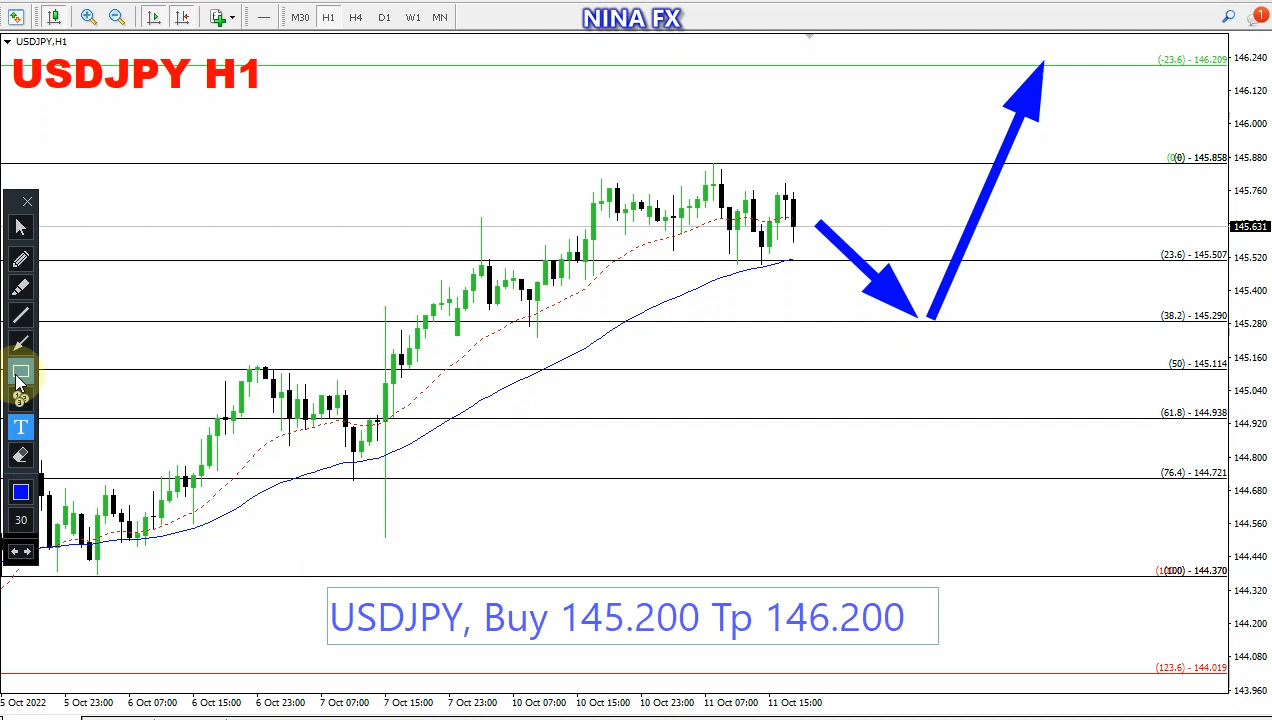 M30 H1 H4 D1 W1 MN
NINA FX
1
USDJPY,H1
USDJPY H1
(-23.6) - 146.209
146.240
146.120
146.000
(0) - 145.858
145.880
145.760
145.631
(23.6) - 145.507
145.520
145.400
(38.2) - 145.290
145.280
145.160
(50) - 145.114
145.040
(61.8) - 144.938
144.920
144.800
(76.4) - 144.721
144.680
144.560
144.440
(100) - 144.370
144.320
144.200
144.080
(123.6) - 144.019
143.960
T
30
USDJPY, Buy 145.200 Tp 146.200
5 Oct 2022 5 Oct 23:00 6 Oct 07:00 6 Oct 15:00 6 Oct 23:00 7 Oct 07:00 7 Oct 15:00 7 Oct 23:00 10 Oct 07:00 10 Oct 15:00 10 Oct 23:00 11 Oct 07:00 11 Oct 15:00